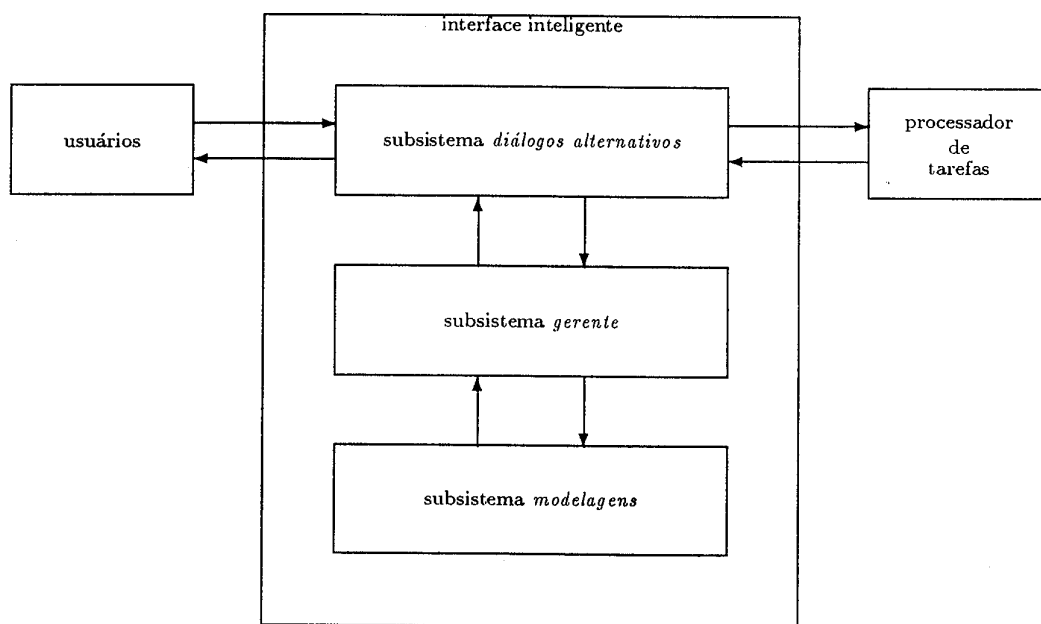 interface inteligente
usuários
subsistema diálogos alternativos
processador
de
tarefas
subsistema gerente
subsistema modelagens